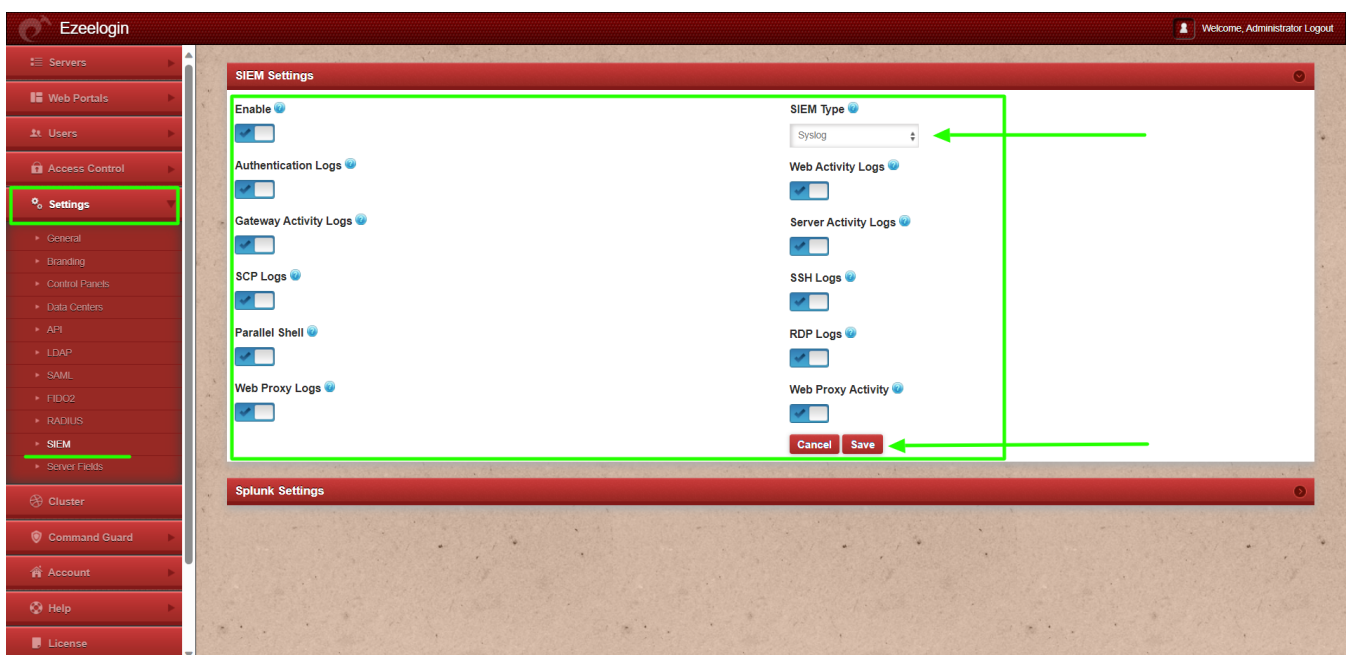 Ezeelogin
Welcome, Administrator Logout
Servers
Web Portals
Users
Access Control
Settings
General
Branding
Control Panels
Data Centers
API
LDAP
SAML
FIDO2
RADIUS
SIEM
Server Fields
Cluster
Command Guard
Account
Help
License
SIEM Settings
Enable
SIEM Type
Syslog
Authentication Logs
Web Activity Logs
Gateway Activity Logs
Server Activity Logs
SCP Logs
SSH Logs
Parallel Shell
RDP Logs
Web Proxy Logs
Web Proxy Activity
Cancel Save
Splunk Settings